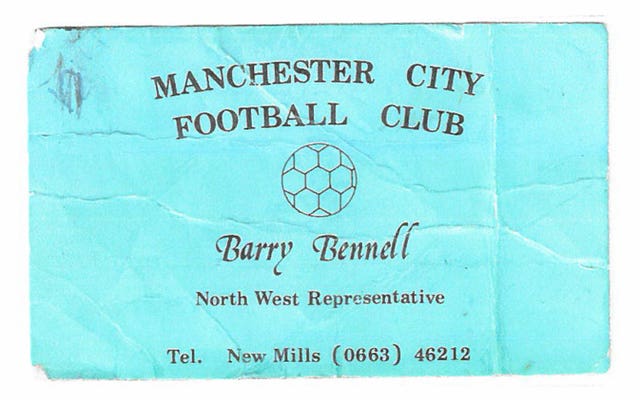 MANCHESTER CITY
FOOTBALL CLUB
Barry Bennell
North West Representative
Tel. New Mills (0663) 46212